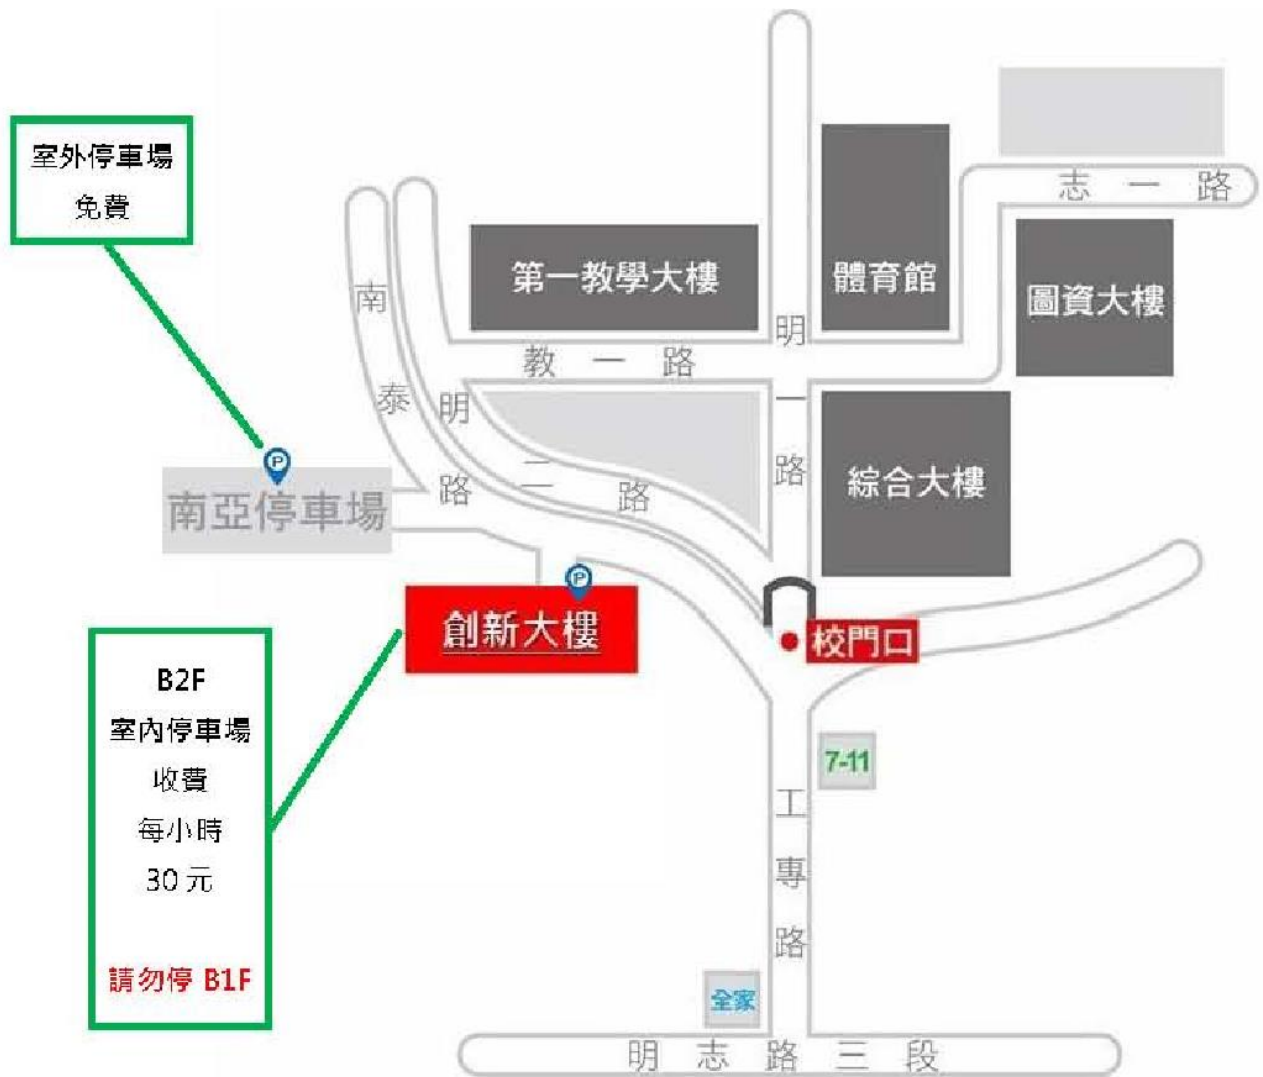 室外停車場
免費
志一路
第一教學大樓
體育館
圖資大樓
南泰路
明一路
教一路
明二路
綜合大樓
南亞停車場
P
P
創新大樓
校門口
B2F
室內停車場
收費
每小時
30 元
請勿停 B1F
7-11
工專路
全家
明志路三段